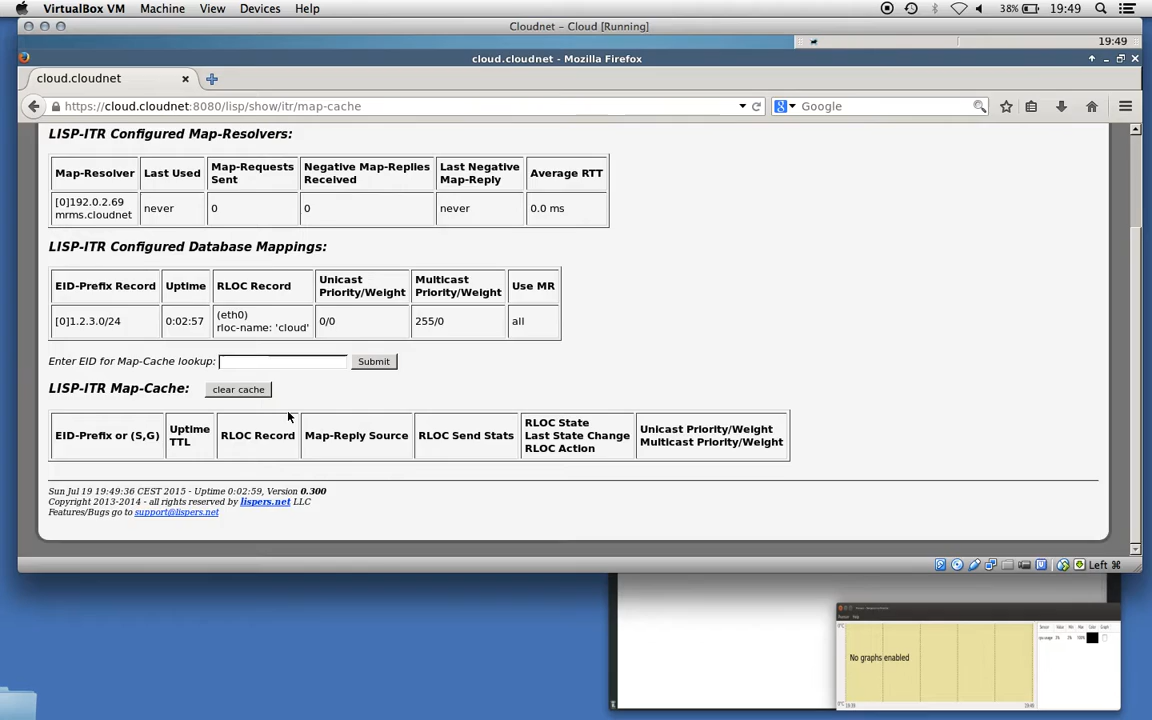 VirtualBox VM Machine View Devices Help 38% 19:49
Cloudnet – Cloud [Running]
19:49
cloud.cloudnet - Mozilla Firefox
cloud.cloudnet
https://cloud.cloudnet:8080/lisp/show/itr/map-cache Google
LISP-ITR Configured Map-Resolvers:
Map-Resolver Last Used Map-Requests Sent Negative Map-Replies Received Last Negative Map-Reply Average RTT
[0]192.0.2.69 mrms.cloudnet never 0 0 never 0.0 ms
LISP-ITR Configured Database Mappings:
EID-Prefix Record Uptime RLOC Record Unicast Priority/Weight Multicast Priority/Weight Use MR
[0]1.2.3.0/24 0:02:57 (eth0) rloc-name: 'cloud' 0/0 255/0 all
Enter EID for Map-Cache lookup: Submit
LISP-ITR Map-Cache: clear cache
EID-Prefix or (S,G) Uptime TTL RLOC Record Map-Reply Source RLOC Send Stats RLOC State Last State Change RLOC Action Unicast Priority/Weight Multicast Priority/Weight
Sun Jul 19 19:49:36 CEST 2015 - Uptime 0:02:59, Version 0.300
Copyright 2013-2014 - all rights reserved by lispers.net LLC
Features/Bugs go to support@lispers.net
Left ⌘
No graphs enabled